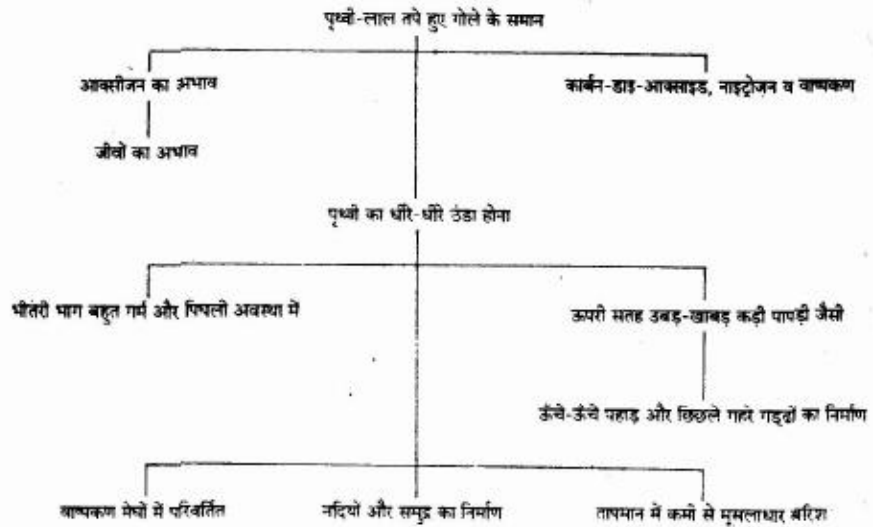 पृथ्वी-लाल तपे हुए गोले के समान
आक्सीजन का अभाव
कार्बन-डाइ-आक्साइड, नाइट्रोजन व वाष्पकण
जीवों का अभाव
पृथ्वी का धीरे-धीरे ठंडा होना
भीतरी भाग बहुत गर्म और पिघली अवस्था में
ऊपरी सतह उबड़-खाबड़ कड़ी पापड़ी जैसी
ऊँचे-ऊँचे पहाड़ और छिछले गहरे गड्ढों का निर्माण
वाष्पकण मेघों में परिवर्तित
नदियों और समुद्र का निर्माण
तापमान में कमी से मूसलाधार बारिश